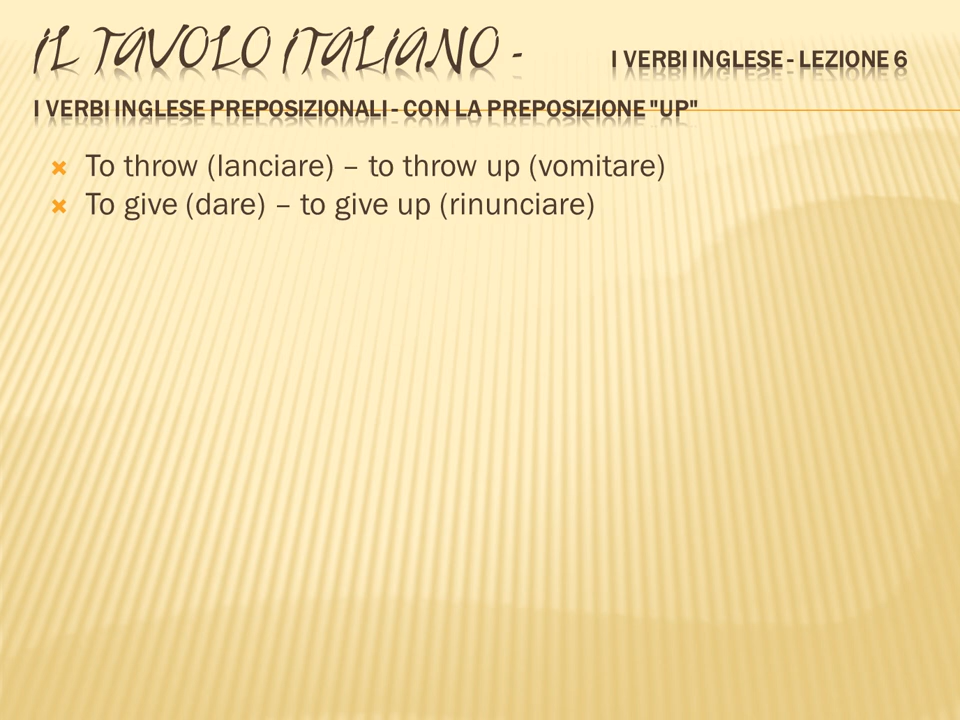 IL TAVOLO ITALIANO - I VERBI INGLESE - LEZIONE 6
I VERBI INGLESE PREPOSIZIONALI - CON LA PREPOSIZIONE "UP"
To throw (lanciare) – to throw up (vomitare)
To give (dare) – to give up (rinunciare)